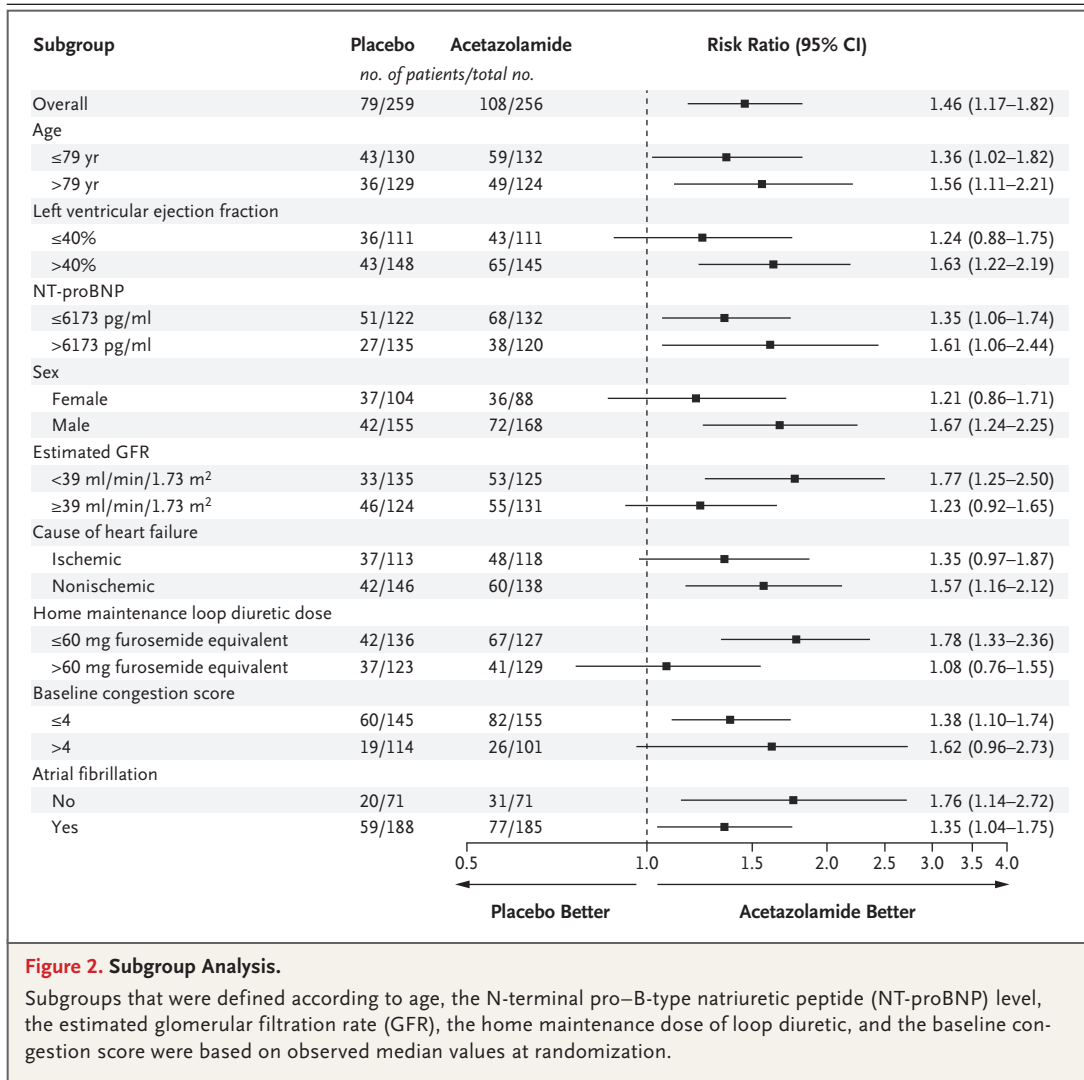 Subgroup Placebo Acetazolamide Risk Ratio (95% CI)
no. of patients/total no.
Overall 79/259 108/256 1.46 (1.17–1.82)
Age
≤79 yr 43/130 59/132 1.36 (1.02–1.82)
>79 yr 36/129 49/124 1.56 (1.11–2.21)
Left ventricular ejection fraction
≤40% 36/111 43/111 1.24 (0.88–1.75)
>40% 43/148 65/145 1.63 (1.22–2.19)
NT-proBNP
≤6173 pg/ml 51/122 68/132 1.35 (1.06–1.74)
>6173 pg/ml 27/135 38/120 1.61 (1.06–2.44)
Sex
Female 37/104 36/88 1.21 (0.86–1.71)
Male 42/155 72/168 1.67 (1.24–2.25)
Estimated GFR
<39 ml/min/1.73 m² 33/135 53/125 1.77 (1.25–2.50)
≥39 ml/min/1.73 m² 46/124 55/131 1.23 (0.92–1.65)
Cause of heart failure
Ischemic 37/113 48/118 1.35 (0.97–1.87)
Nonischemic 42/146 60/138 1.57 (1.16–2.12)
Home maintenance loop diuretic dose
≤60 mg furosemide equivalent 42/136 67/127 1.78 (1.33–2.36)
>60 mg furosemide equivalent 37/123 41/129 1.08 (0.76–1.55)
Baseline congestion score
≤4 60/145 82/155 1.38 (1.10–1.74)
>4 19/114 26/101 1.62 (0.96–2.73)
Atrial fibrillation
No 20/71 31/71 1.76 (1.14–2.72)
Yes 59/188 77/185 1.35 (1.04–1.75)
0.5 1.0 1.5 2.0 2.5 3.0 3.5 4.0
Placebo Better Acetazolamide Better
Figure 2. Subgroup Analysis.
Subgroups that were defined according to age, the N-terminal pro–B-type natriuretic peptide (NT-proBNP) level,
the estimated glomerular filtration rate (GFR), the home maintenance dose of loop diuretic, and the baseline con-
gestion score were based on observed median values at randomization.